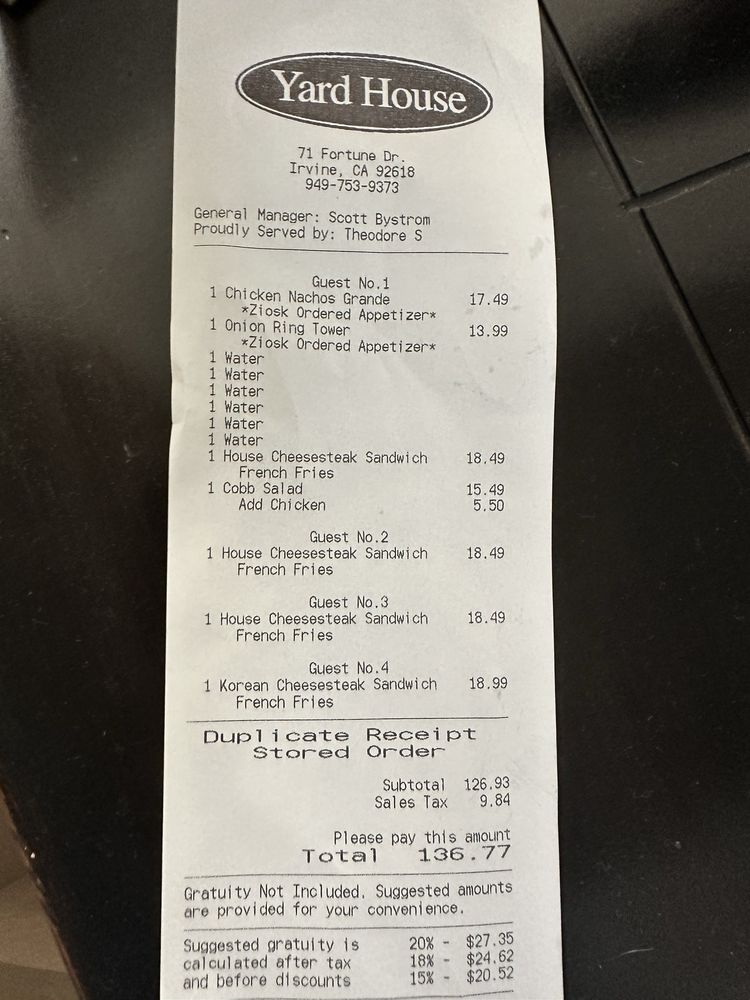 Yard House
71 Fortune Dr.
Irvine, CA 92618
949-753-9373
General Manager: Scott Bystrom
Proudly Served by: Theodore S
Guest No.1
1 Chicken Nachos Grande 17.49
*Ziosk Ordered Appetizer*
1 Onion Ring Tower 13.99
*Ziosk Ordered Appetizer*
1 Water
1 Water
1 Water
1 Water
1 Water
1 Water
1 House Cheesesteak Sandwich 18.49
French Fries
1 Cobb Salad 15.49
Add Chicken 5.50
Guest No.2
1 House Cheesesteak Sandwich 18.49
French Fries
Guest No.3
1 House Cheesesteak Sandwich 18.49
French Fries
Guest No.4
1 Korean Cheesesteak Sandwich 18.99
French Fries
Duplicate Receipt
Stored Order
Subtotal 126.93
Sales Tax 9.84
Please pay this amount
Total 136.77
Gratuity Not Included. Suggested amounts
are provided for your convenience.
Suggested gratuity is 20% - $27.35
calculated after tax 18% - $24.62
and before discounts 15% - $20.52